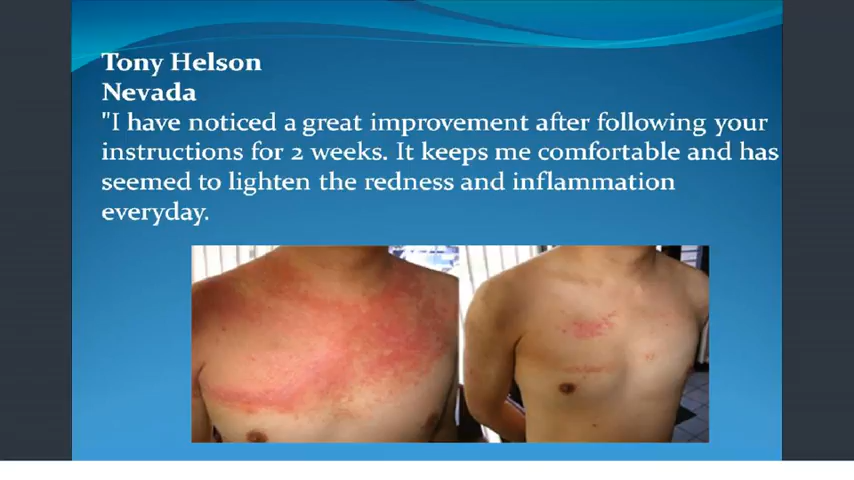 Tony Helson
Nevada
"I have noticed a great improvement after following your
instructions for 2 weeks. It keeps me comfortable and has
seemed to lighten the redness and inflammation
everyday.